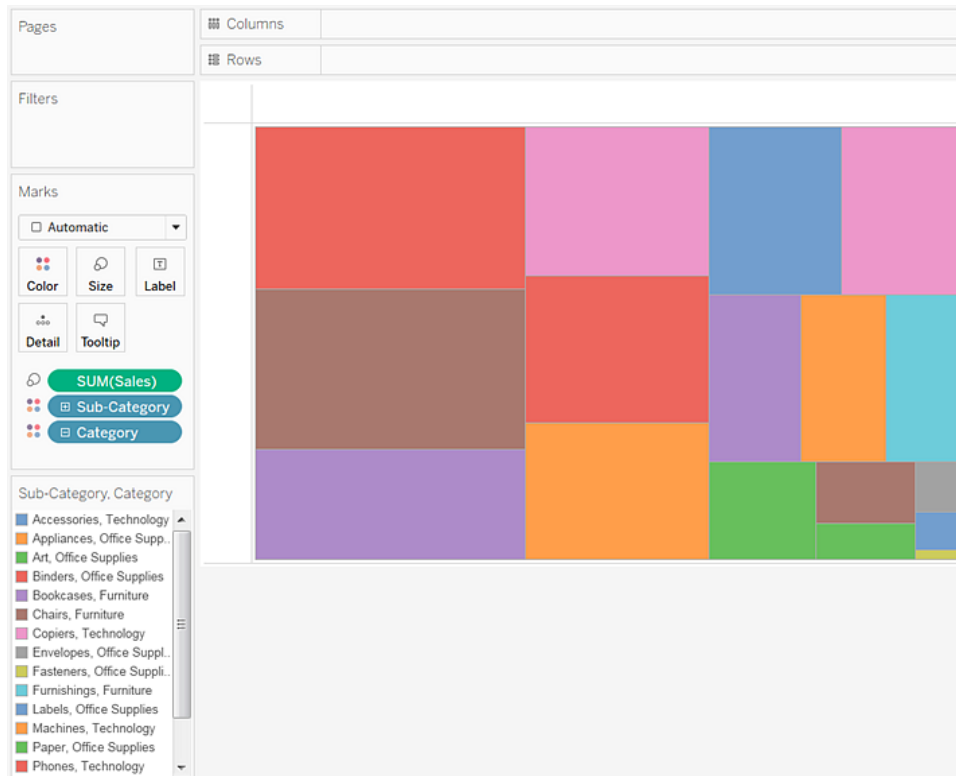 Pages
Columns
Rows
Filters
Marks
Automatic
Color Size Label
Detail Tooltip
SUM(Sales)
Sub-Category
Category
Sub-Category, Category
Accessories, Technology
Appliances, Office Supp..
Art, Office Supplies
Binders, Office Supplies
Bookcases, Furniture
Chairs, Furniture
Copiers, Technology
Envelopes, Office Suppl..
Fasteners, Office Suppli..
Furnishings, Furniture
Labels, Office Supplies
Machines, Technology
Paper, Office Supplies
Phones, Technology